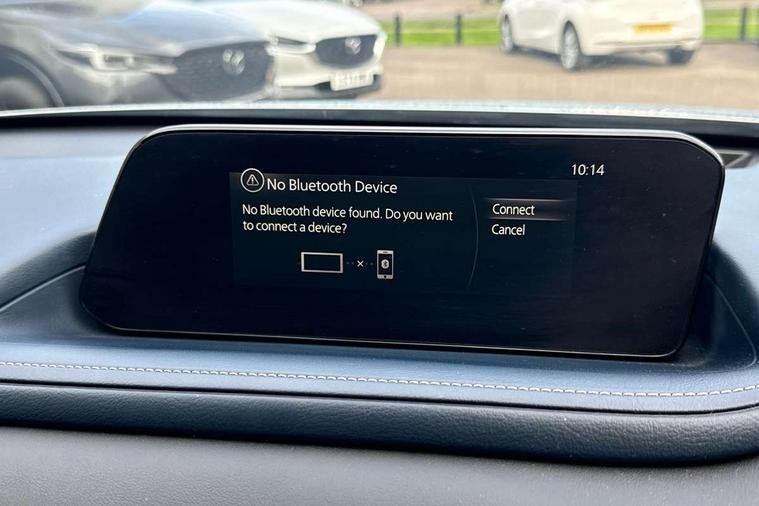 10:14
No Bluetooth Device
No Bluetooth device found. Do you want
to connect a device?
Connect
Cancel